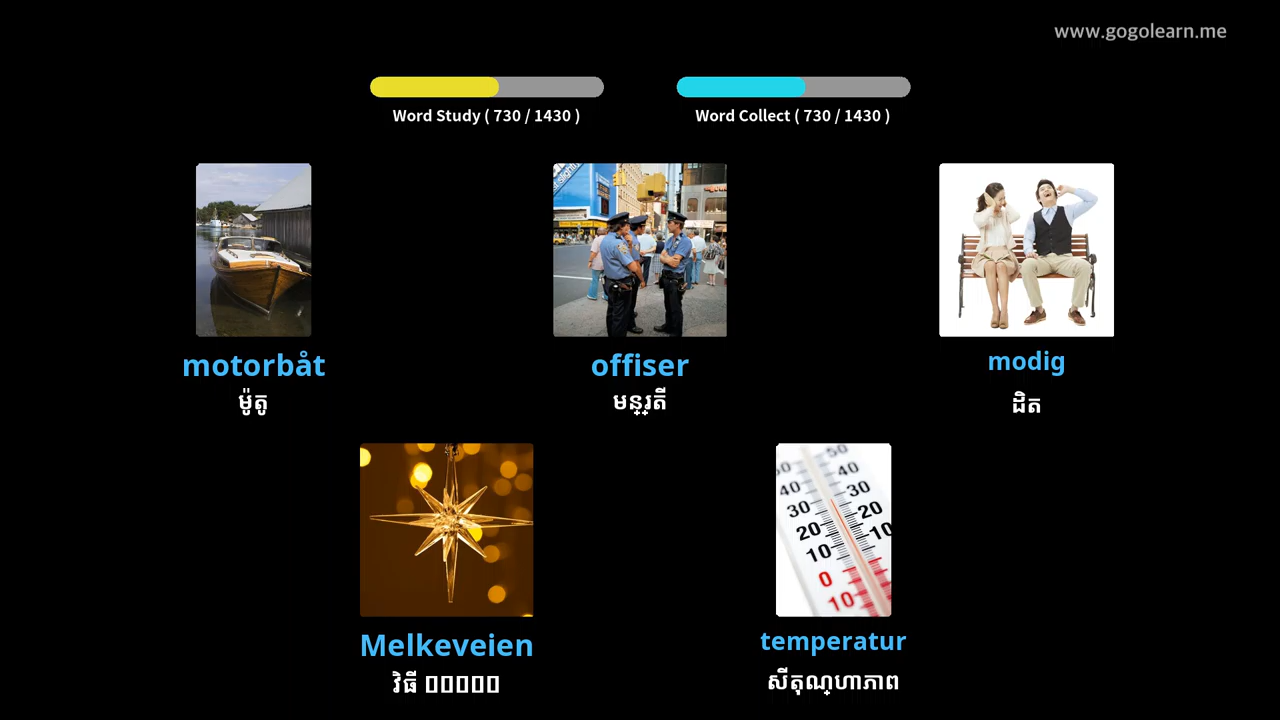 www.gogolearn.me
Word Study ( 730 / 1430 )
Word Collect ( 730 / 1430 )
motorbåt
ម៉ូតូ
offiser
មន្រ្តី
modig
ដិត
Melkeveien
វិធី
temperatur
សីតុណ្ហាភាព